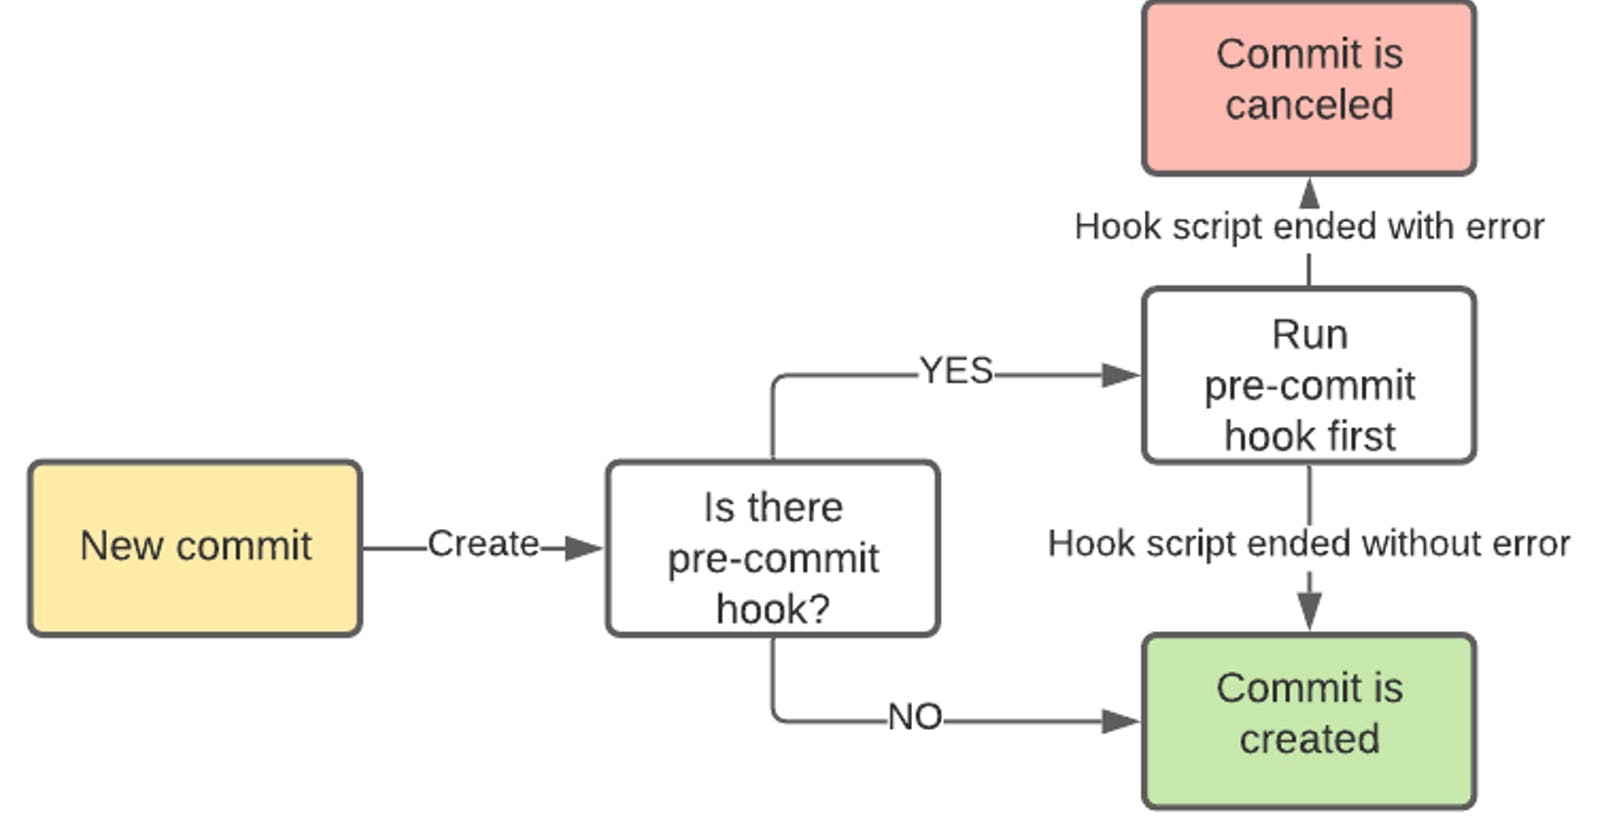 Commit is
canceled
Hook script ended with error
Run
pre-commit
hook first
YES
New commit
Create
Is there
pre-commit
hook?
Hook script ended without error
NO
Commit is
created